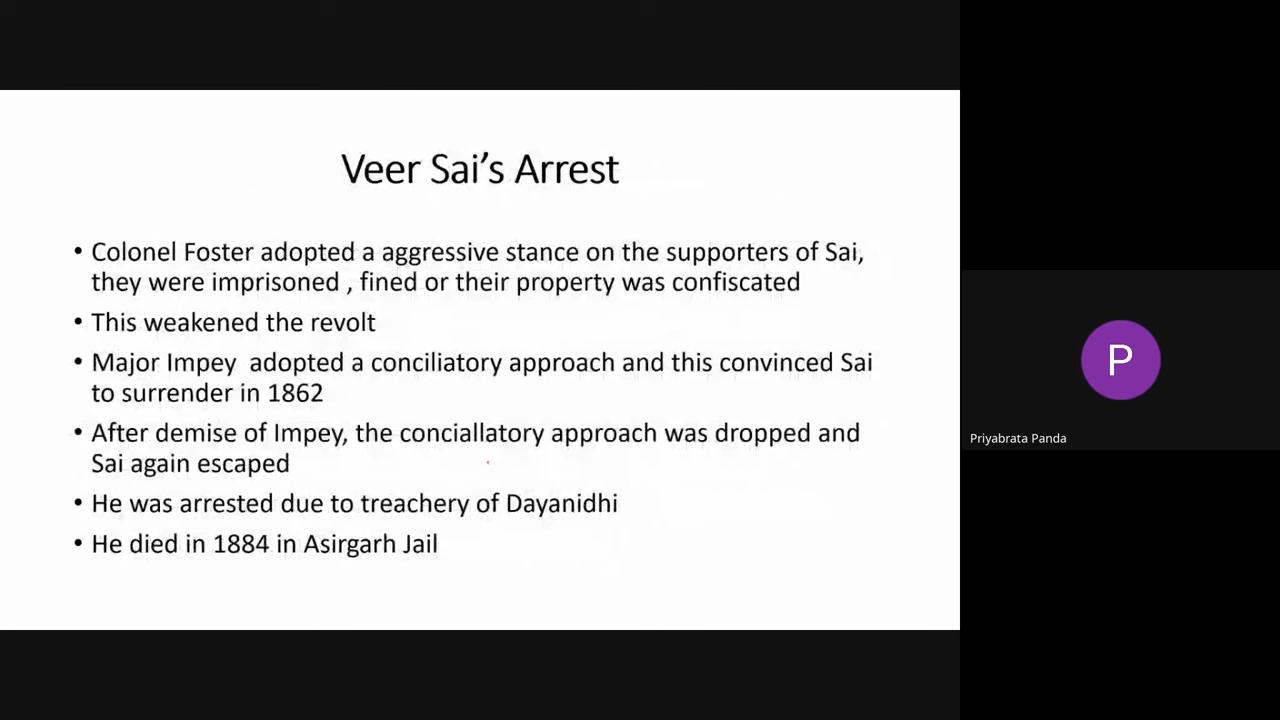 Veer Sai’s Arrest
• Colonel Foster adopted a aggressive stance on the supporters of Sai,
they were imprisoned , fined or their property was confiscated
• This weakened the revolt
• Major Impey  adopted a conciliatory approach and this convinced Sai
to surrender in 1862
• After demise of Impey, the conciallatory approach was dropped and
Sai again escaped
• He was arrested due to treachery of Dayanidhi
• He died in 1884 in Asirgarh Jail
P
Priyabrata Panda